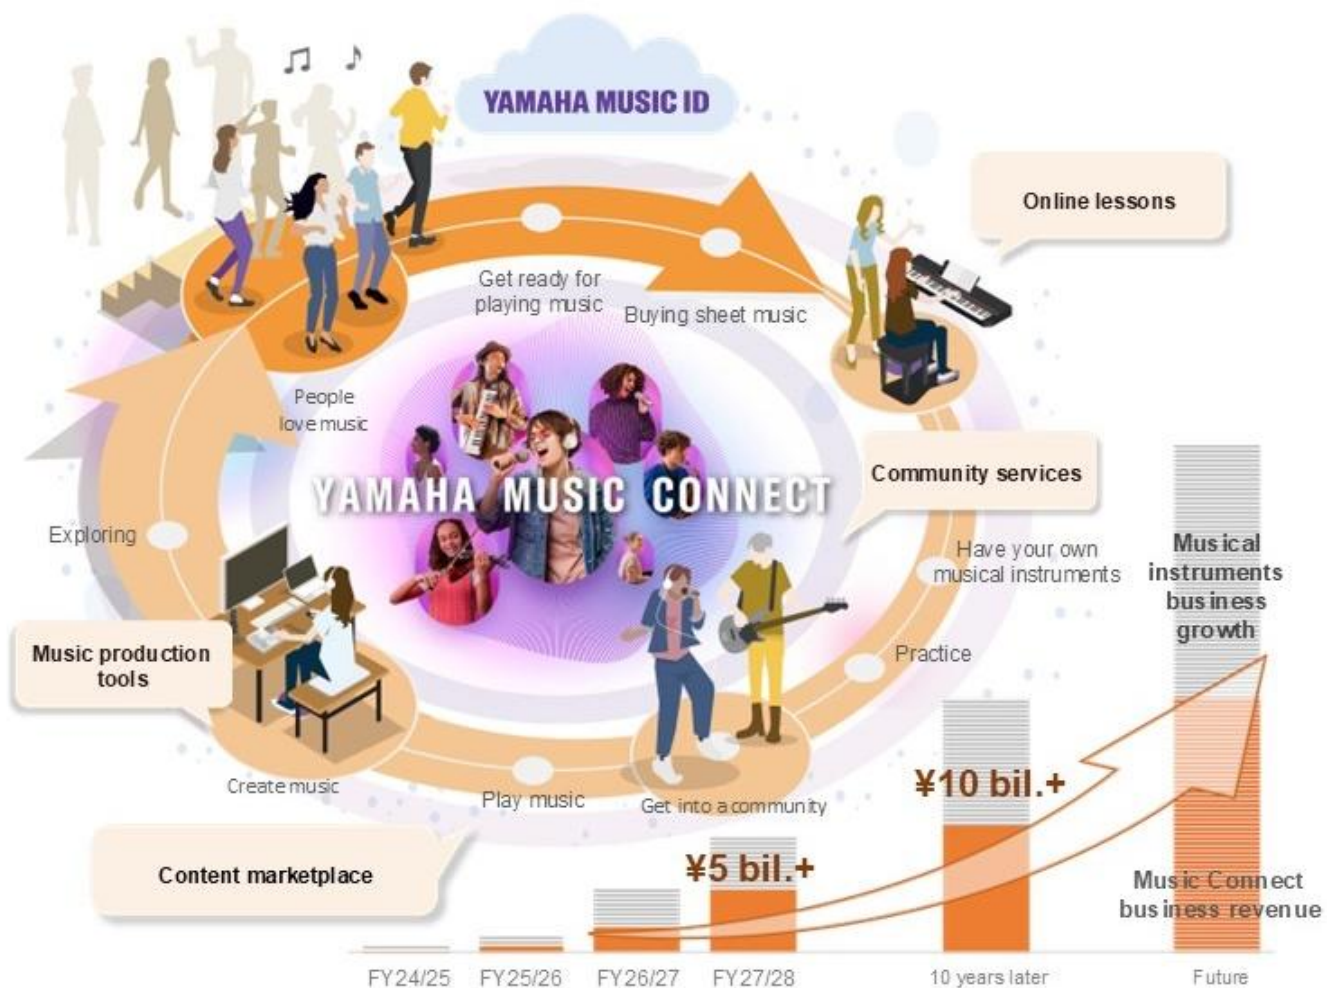 YAMAHA MUSIC ID
Online lessons
Get ready for
playing music
Buying sheet music
People
love music
YAMAHA MUSIC CONNECT
Community services
Exploring
Have your own
musical instruments
Musical
instruments
business
growth
Music production
tools
Practice
Create music
Play music
Get into a community
¥10 bil.+
Content marketplace
¥5 bil.+
Music Connect
business revenue
FY24/25
FY25/26
FY26/27
FY27/28
10 years later
Future